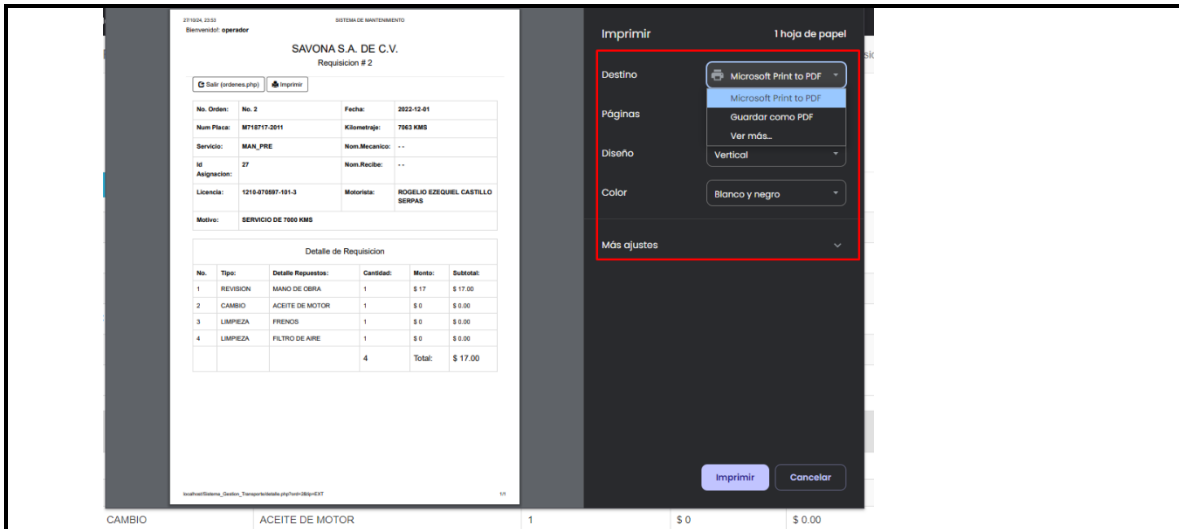 27/10/24, 23:53 SISTEMA DE MANTENIMIENTO
Bienvenido!: operador
SAVONA S.A. DE C.V.
Requisicion # 2
Salir (ordenes.php) Imprimir
No. Orden: No. 2 Fecha: 2022-12-01
Num Placa: M718717-2011 Kilometraje: 7063 KMS
Servicio: MAN_PRE Nom.Mecanico: - -
Id Asignacion: 27 Nom.Recibe: - -
Licencia: 1210-070897-101-3 Motorista: ROGELIO EZEQUIEL CASTILLO SERPAS
Motivo: SERVICIO DE 7000 KMS
Detalle de Requisicion
No. Tipo: Detalle Repuestos: Cantidad: Monto: Subtotal:
1 REVISION MANO DE OBRA 1 $ 17 $ 17.00
2 CAMBIO ACEITE DE MOTOR 1 $ 0 $ 0.00
3 LIMPIEZA FRENOS 1 $ 0 $ 0.00
4 LIMPIEZA FILTRO DE AIRE 1 $ 0 $ 0.00
4 Total: $ 17.00
1/1
Imprimir 1 hoja de papel
Destino Microsoft Print to PDF
Microsoft Print to PDF
Páginas Guardar como PDF
Ver más...
Diseño Vertical
Color Blanco y negro
Más ajustes
Imprimir Cancelar
CAMBIO ACEITE DE MOTOR 1 $ 0 $ 0.00